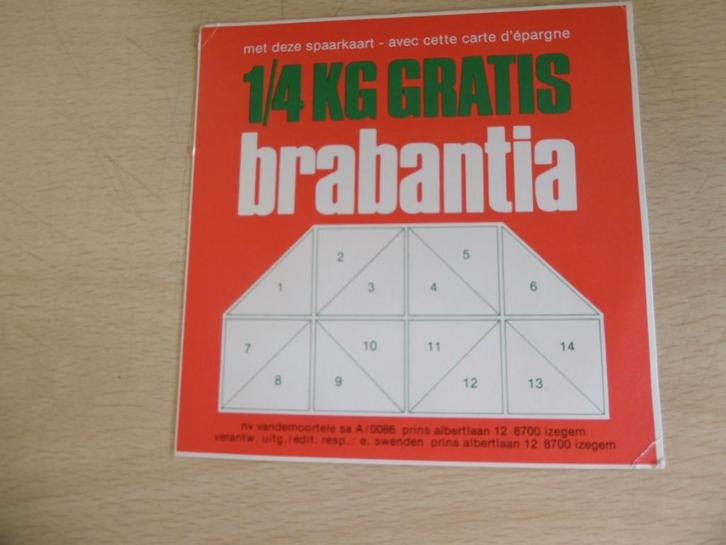 met deze spaarkaart - avec cette carte d'épargne
1/4 KG GRATIS
brabantia
1 2 3 4 5 6
7 8 9 10 11 12 13 14
nv vandemoortele sa A/0086 prins albertlaan 12 8700 izegem
verantw. uitg./édit. resp.: e. swenden prins albertlaan 12 8700 izegem